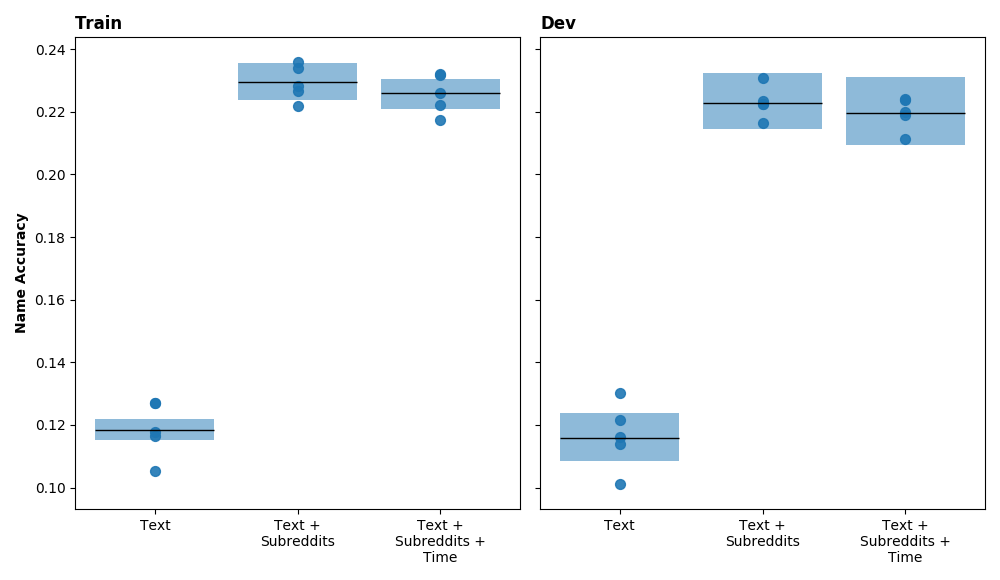 Train
Dev
Name Accuracy
0.24
0.22
0.20
0.18
0.16
0.14
0.12
0.10
Text
Text +
Subreddits
Text +
Subreddits +
Time
Text
Text +
Subreddits
Text +
Subreddits +
Time